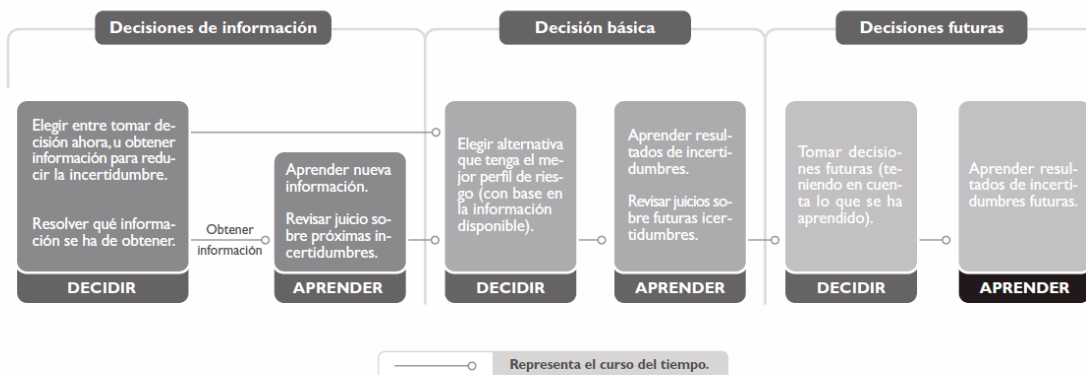 Decisiones de información
Decisión básica
Decisiones futuras
Elegir entre tomar de-
cisión ahora, u obtener
información para redu-
cir la incertidumbre.
Resolver qué informa-
ción se ha de obtener.
DECIDIR
Obtener
información
Aprender nueva
información.
Revisar juicio so-
bre próximas in-
certidumbres.
APRENDER
Elegir alternativa
que tenga el me-
jor perfil de ries-
go (con base en
la información
disponible).
DECIDIR
Aprender resul-
tados de incerti-
dumbres.
Revisar juicios so-
bre futuras icer-
tidumbres.
APRENDER
Tomar decisio-
nes futuras (te-
niendo en cuen-
ta lo que se ha
aprendido).
DECIDIR
Aprender resul-
tados de incerti-
dumbres futuras.
APRENDER
Representa el curso del tiempo.